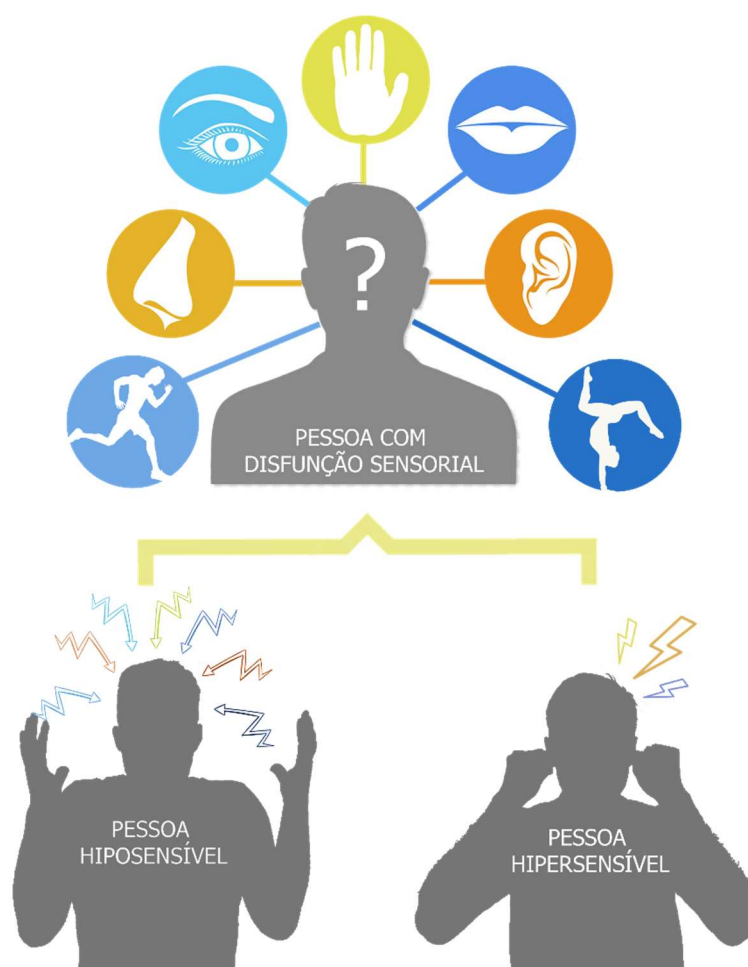 ?
PESSOA COM
DISFUNÇÃO SENSORIAL
PESSOA
HIPOSENSÍVEL
PESSOA
HIPERSENSÍVEL